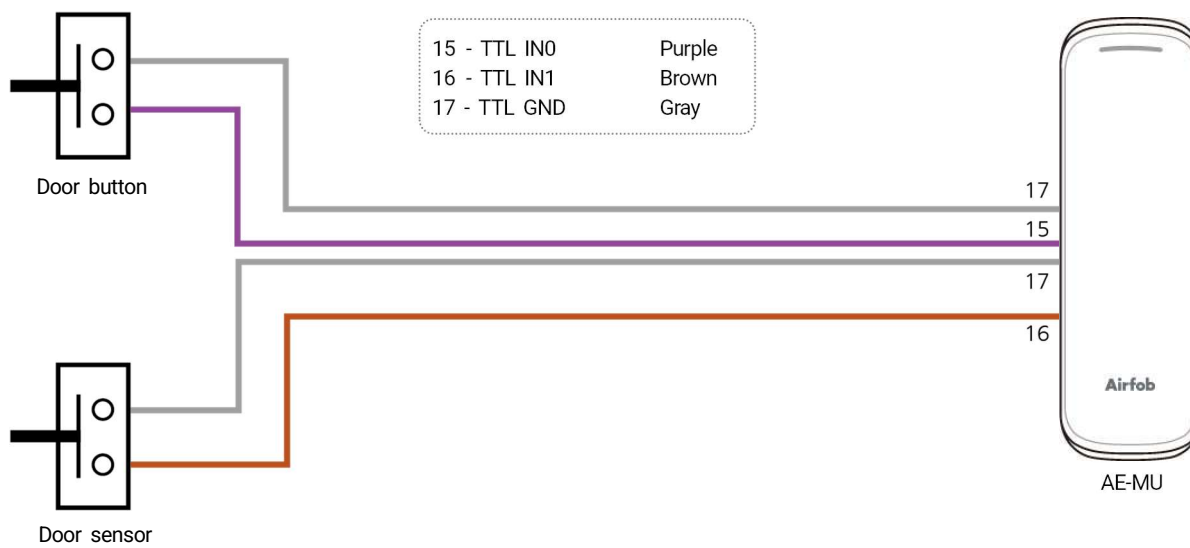 15 - TTL IN0 Purple
16 - TTL IN1 Brown
17 - TTL GND Gray
Door button
17
15
17
16
Airfob
AE-MU
Door sensor